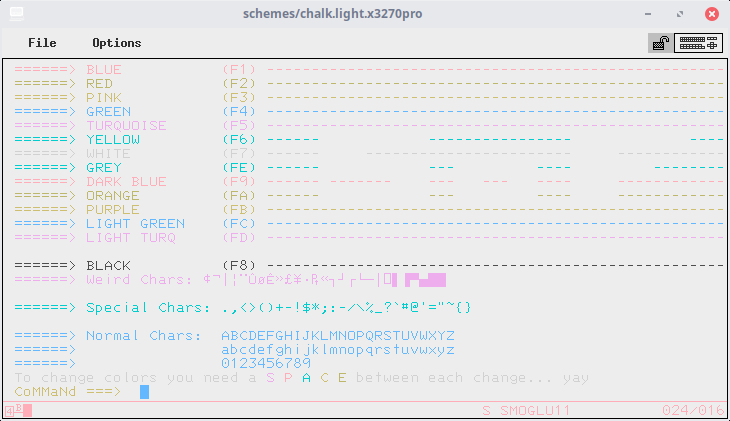 schemes/chalk.light.x3270pro
File Options
======> BLUE (F1) --------------------------------------------------
======> RED (F2) --------------------------------------------------
======> PINK (F3) --------------------------------------------------
======> GREEN (F4) --------------------------------------------------
======> TURQUOISE (F5) --------------------------------------------------
======> YELLOW (F6) ------ ---------------------------------
======> WHITE (F7) --------------------------------------------------
======> GREY (FE) ------ --- ------ ------------
======> DARK BLUE (F9) ------ --- ------ ------------
======> ORANGE (FA) ------ --- ------ ------------
======> PURPLE (FB) ------ --- ------ ------------
======> LIGHT GREEN (FC) --------------------------------------------------
======> LIGHT TURQ (FD) --------------------------------------------------
======> BLACK (F8) --------------------------------------------------
======> Weird Chars:
======> Special Chars: .,<>()+-!$*;:-/\%_?`#@'="~{}
======> Normal Chars: ABCDEFGHIJKLMNOPQRSTUVWXYZ
======> abcdefghijklmnopqrstuvwxyz
======> 0123456789
To change colors you need a S P A C E between each change... yay
CoMMaNd ===>
4B S SMOGLU11 024/016